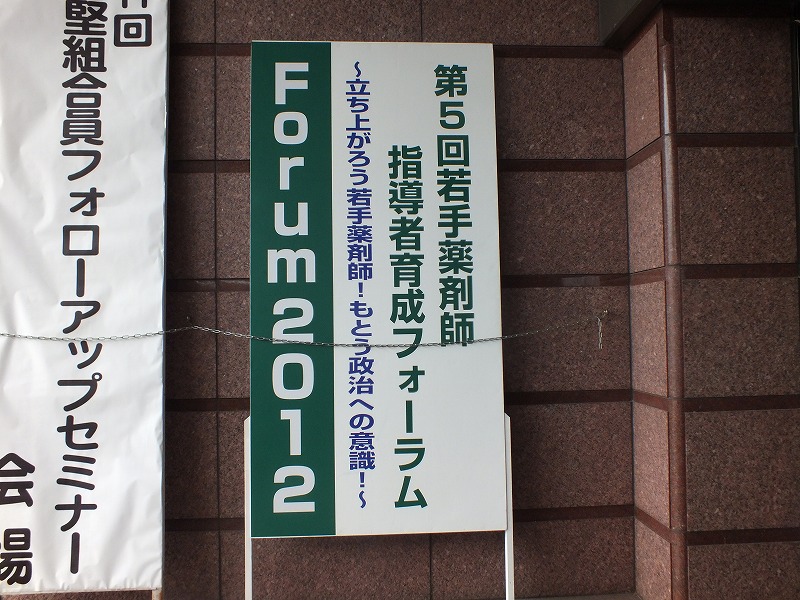 第5回若手薬剤師
指導者育成フォーラム
～立ち上がろう若手薬剤師！もとう政治への意識！～
Forum2012
回
堅組合員フォローアップセミナー
会場